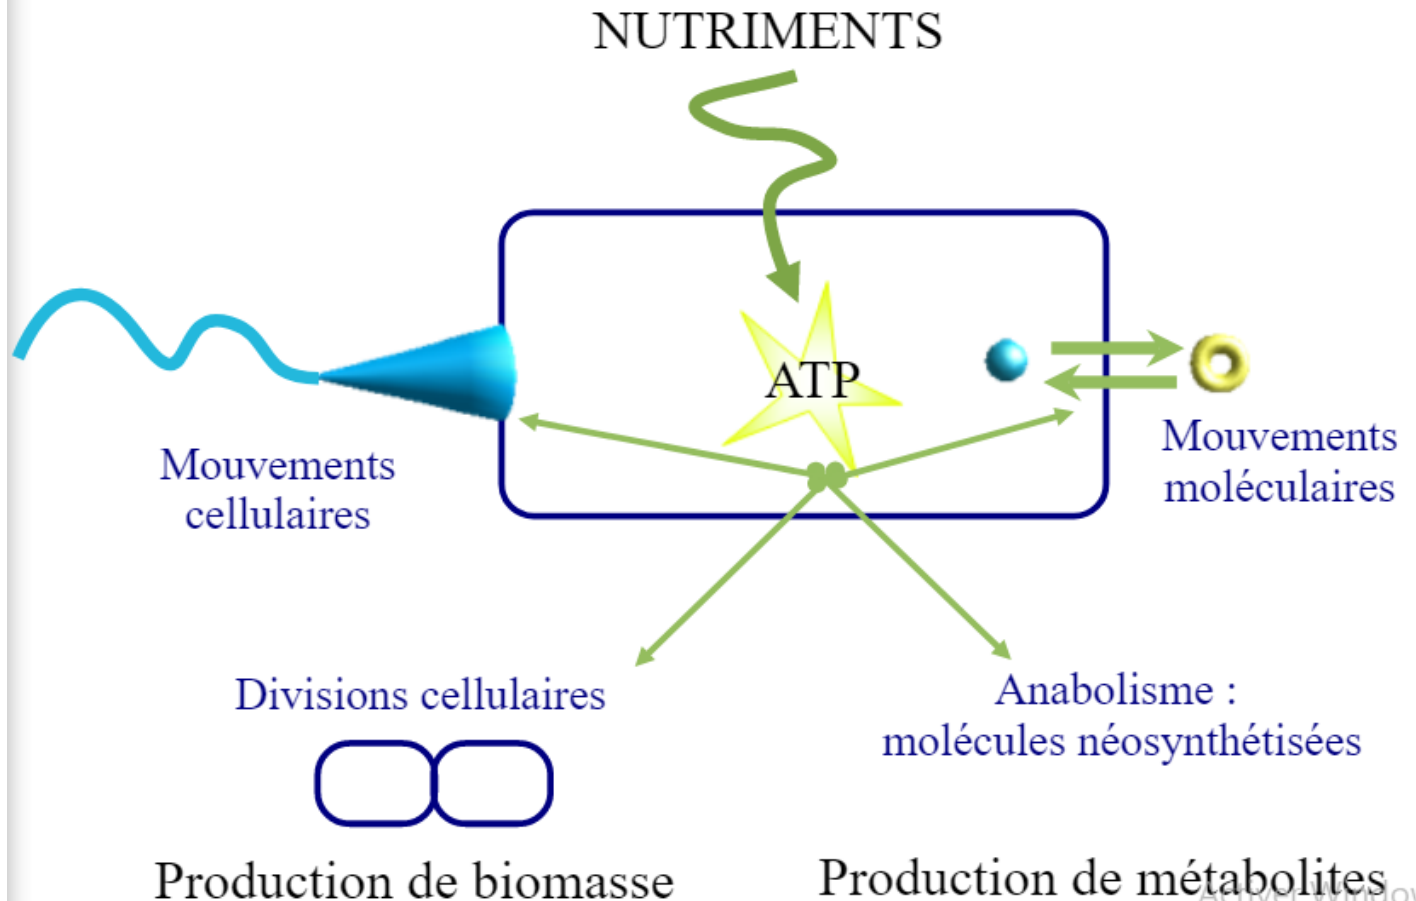 NUTRIMENTS
ATP
Mouvements
cellulaires
Mouvements
moléculaires
Divisions cellulaires
Anabolisme :
molécules néosynthétisées
Production de biomasse
Production de métabolites